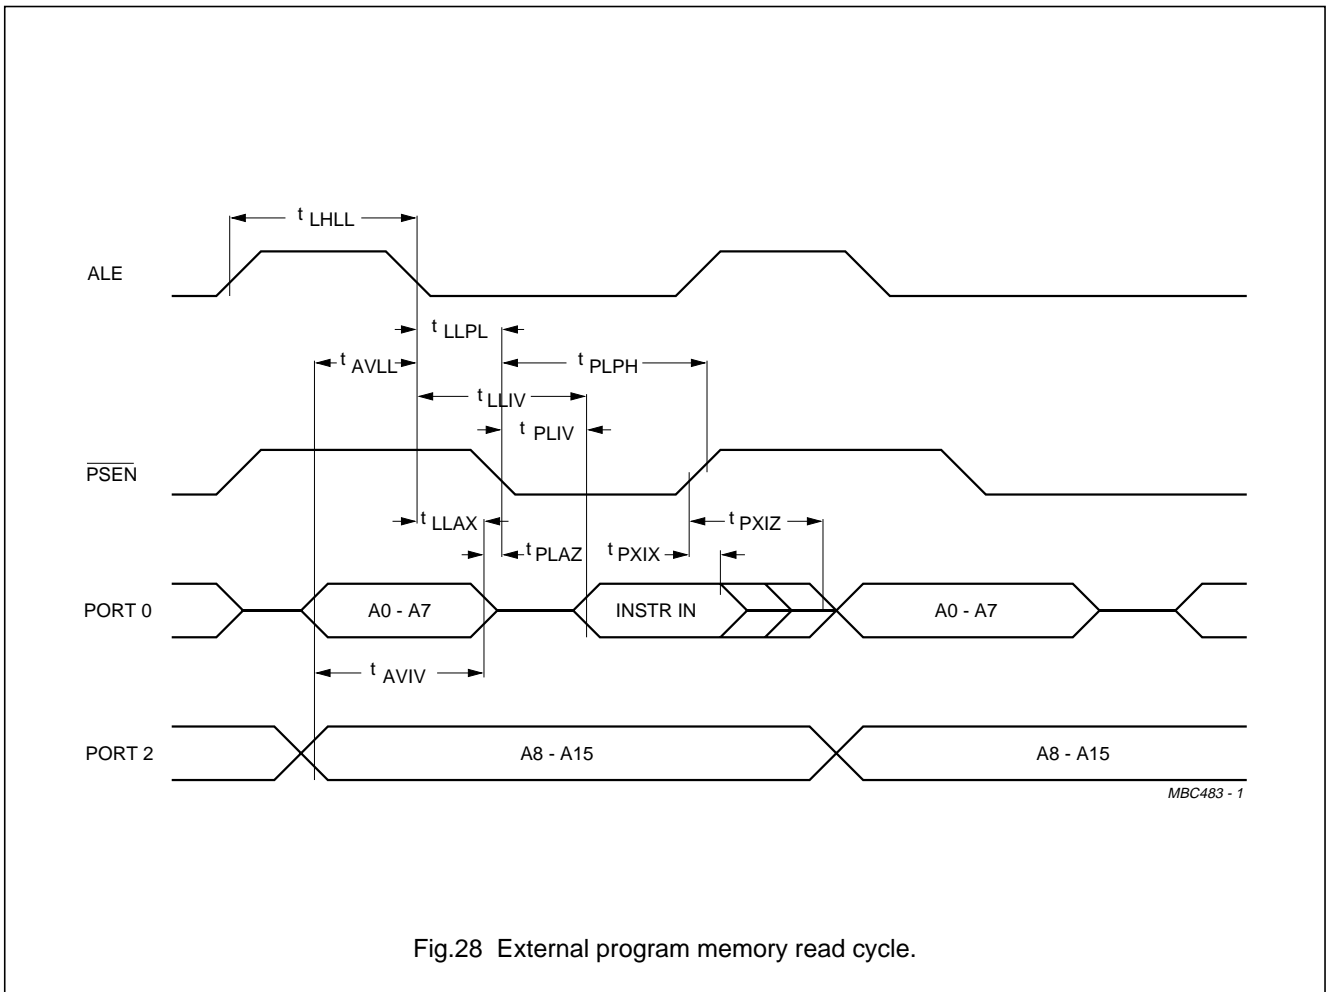 t LHLL
ALE
t LLPL
t AVLL
t PLPH
t LLIV
t PLIV
PSEN
t LLAX
t PXIZ
t PLAZ
t PXIX
PORT 0
A0 - A7
INSTR IN
A0 - A7
t AVIV
PORT 2
A8 - A15
A8 - A15
MBC483 - 1
Fig.28 External program memory read cycle.